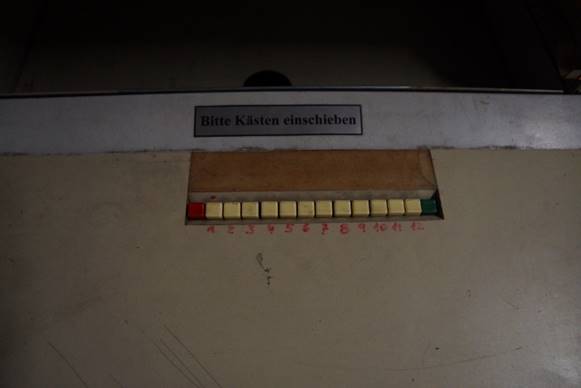 Bitte Kästen einschieben
1 2 3 4 5 6 7 8 9 10 11 12